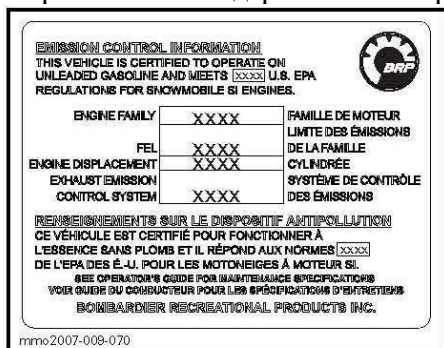 EMISSION CONTROL INFORMATION
THIS VEHICLE IS CERTIFIED TO OPERATE ON
UNLEADED GASOLINE AND MEETS XXXX U.S. EPA
REGULATIONS FOR SNOWMOBILE SI ENGINES.
BRP
ENGINE FAMILY XXXX FAMILLE DE MOTEUR
LIMITE DES ÉMISSIONS
FEL XXXX DE LA FAMILLE
ENGINE DISPLACEMENT XXXX CYLINDRÉE
EXHAUST EMISSION SYSTÈME DE CONTRÔLE
CONTROL SYSTEM XXXX DES ÉMISSIONS
RENSEIGNEMENTS SUR LE DISPOSITIF ANTIPOLLUTION
CE VÉHICULE EST CERTIFIÉ POUR FONCTIONNER À
L'ESSENCE SANS PLOMB ET IL RÉPOND AUX NORMES XXXX
DE L'EPA DES É.-U. POUR LES MOTONEIGES À MOTEUR SI.
SEE OPERATOR'S GUIDE FOR MAINTENANCE SPECIFICATIONS
VOIR GUIDE DU CONDUCTEUR POUR LES SPÉCIFICATIONS D'ENTRETIENS
BOMBARDIER RECREATIONAL PRODUCTS INC.
mmo2007-009-070